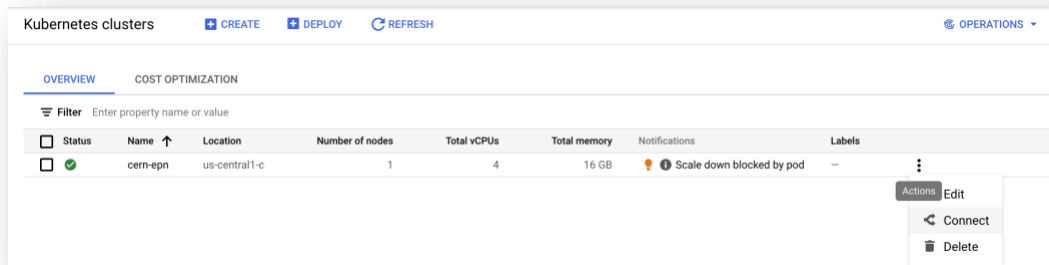 Kubernetes clusters CREATE DEPLOY REFRESH OPERATIONS
OVERVIEW COST OPTIMIZATION
Filter Enter property name or value
Status Name Location Number of nodes Total vCPUs Total memory Notifications Labels
cern-epn us-central1-c 1 4 16 GB Scale down blocked by pod –
Actions Edit
Connect
Delete